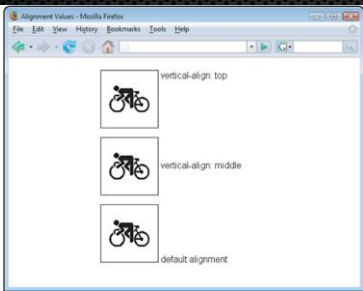 Alignment Values - Mozilla Firefox
File Edit View History Bookmarks Tools Help
G
vertical-align: top
vertical-align: middle
default alignment